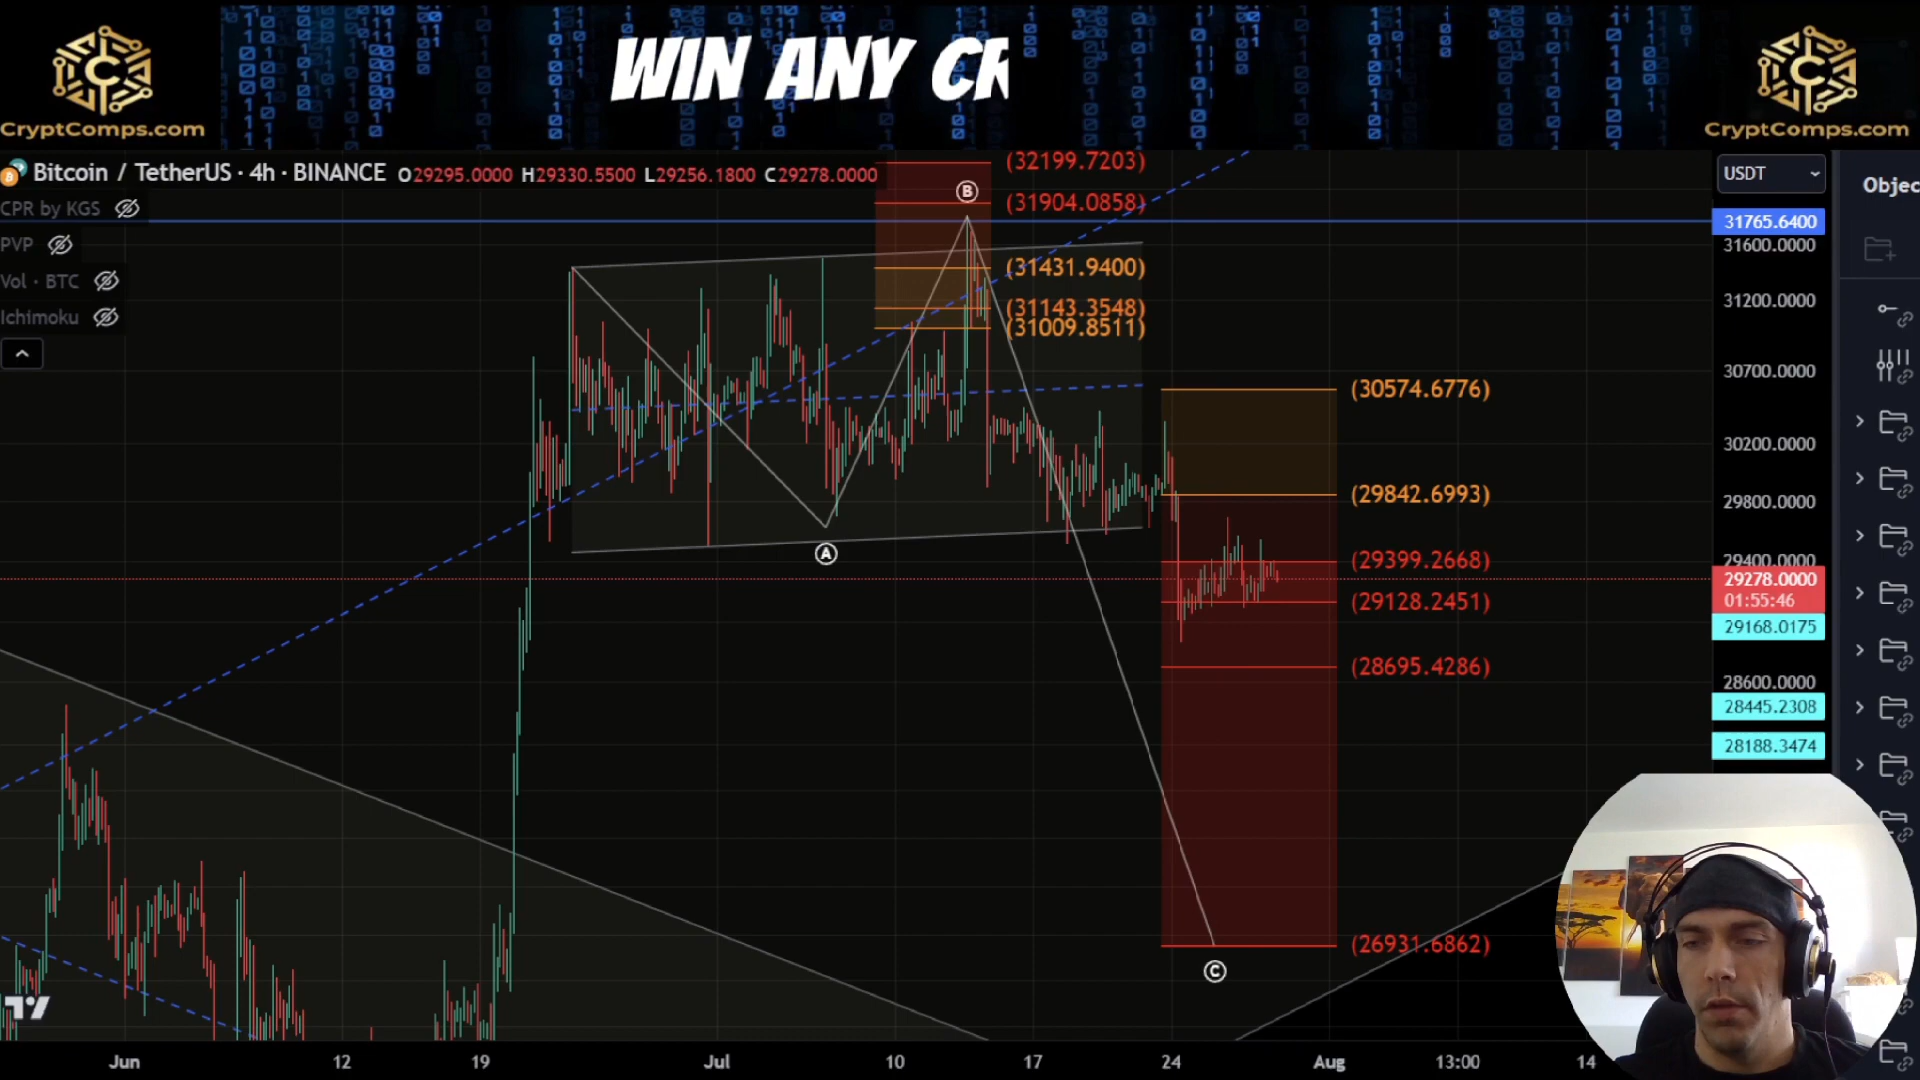 WIN ANY CR
CryptComps.com
CryptComps.com
Bitcoin / TetherUS · 4h · BINANCE O29295.0000 H29330.5500 L29256.1800 C29278.0000
CPR by KGS
PVP
Vol · BTC
Ichimoku
(32199.7203)
(31904.0858)
(31431.9400)
(31143.3548)
(31009.8511)
(30574.6776)
(29842.6993)
(29399.2668)
(29128.2451)
(28695.4286)
(26931.6862)
A
B
C
USDT
Objec
31765.6400
31600.0000
31200.0000
30700.0000
30200.0000
29800.0000
29400.0000
29278.0000
01:55:46
29168.0175
28600.0000
28445.2308
28188.3474
Jun 12 19 Jul 10 17 24 Aug 13:00 14